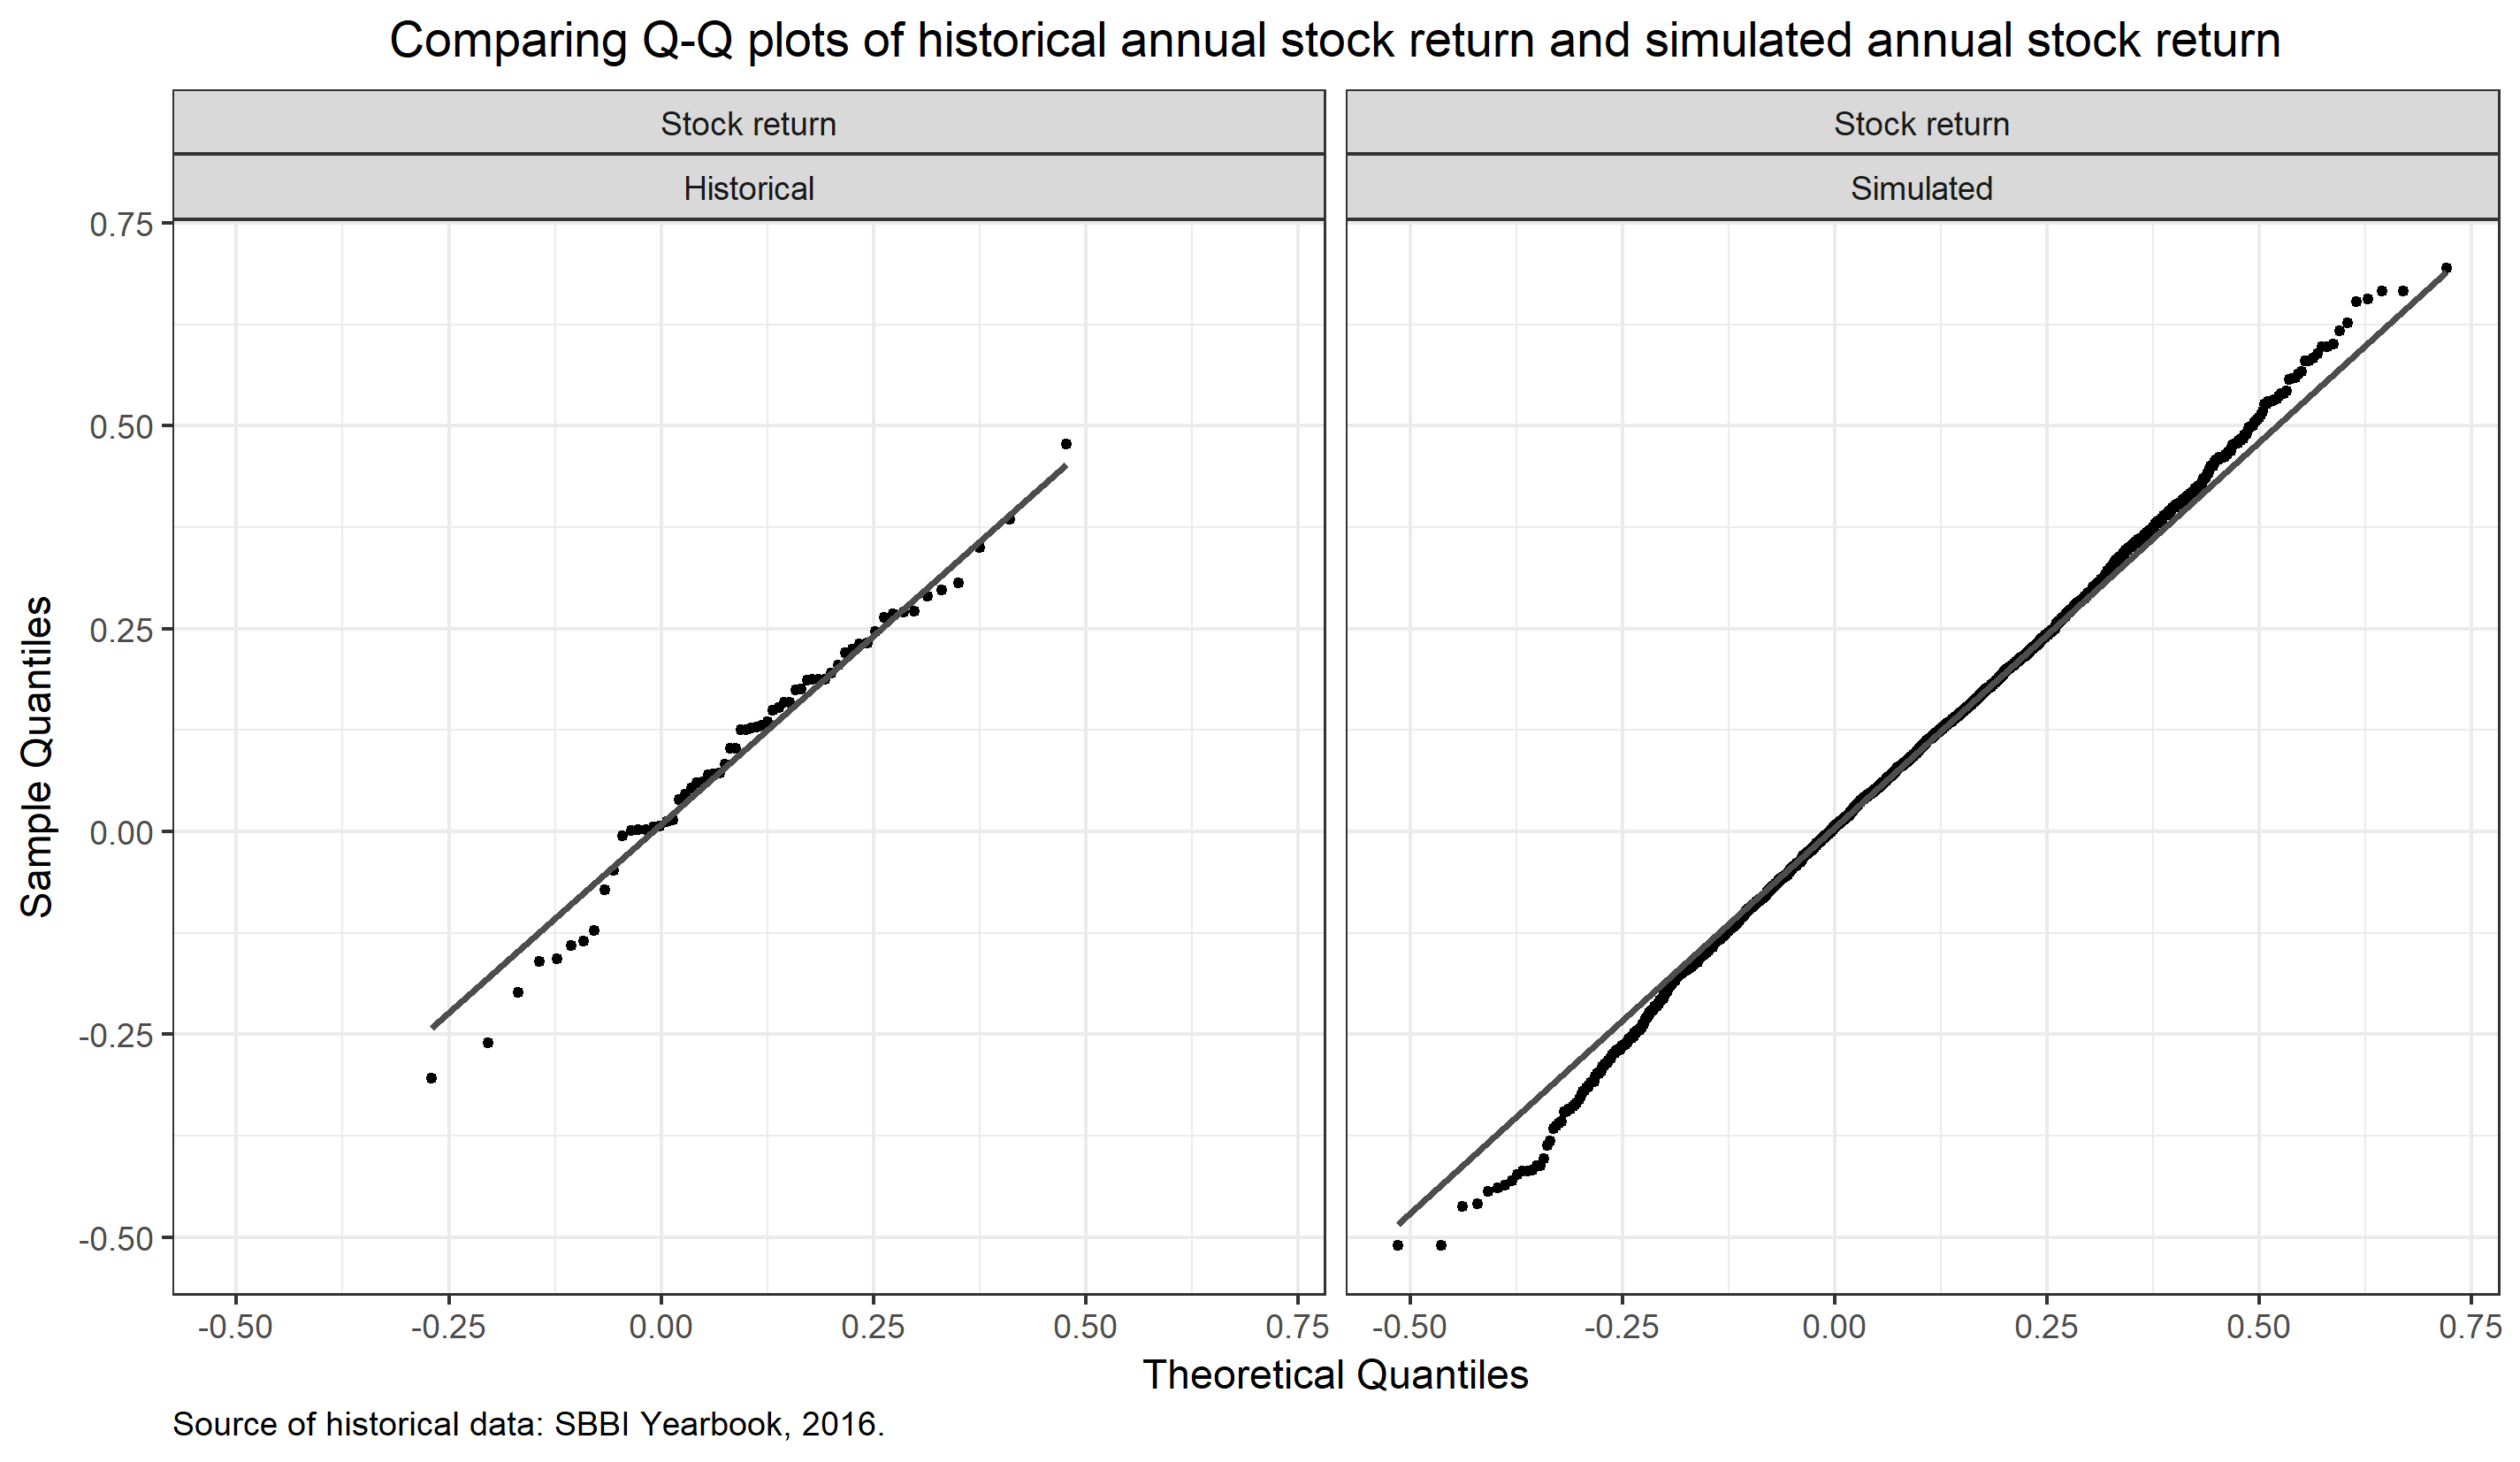 Comparing Q-Q plots of historical annual stock return and simulated annual stock return
Stock return
Stock return
Historical
Simulated
0.75
0.50
0.25
0.00
-0.25
-0.50
Sample Quantiles
-0.50 -0.25 0.00 0.25 0.50 0.75
-0.50 -0.25 0.00 0.25 0.50 0.75
Theoretical Quantiles
Source of historical data: SBBI Yearbook, 2016.